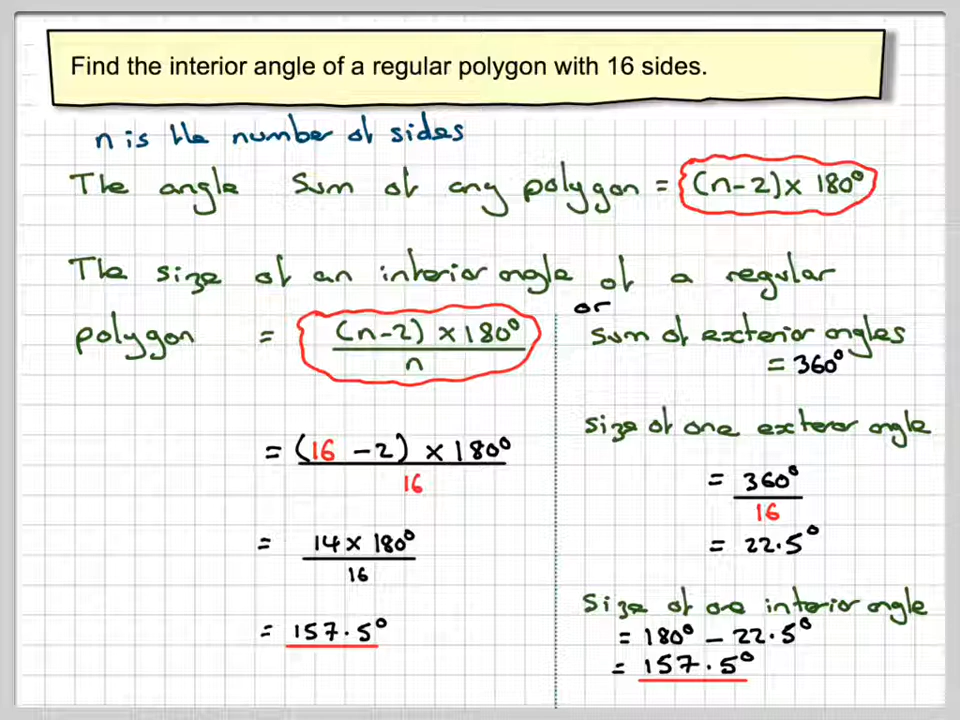 Find the interior angle of a regular polygon with 16 sides.
n is the number of sides
The angle sum of any polygon = (n-2)x 180°
The size of an interior angle of a regular
polygon = (n-2) x 180°
n
= (16 - 2) x 180°
16
= 14 x 180°
16
= 157.5°
or
sum of exterior angles
= 360°
size of one exterior angle
= 360°
16
= 22.5°
size of one interior angle
= 180° - 22.5°
= 157.5°